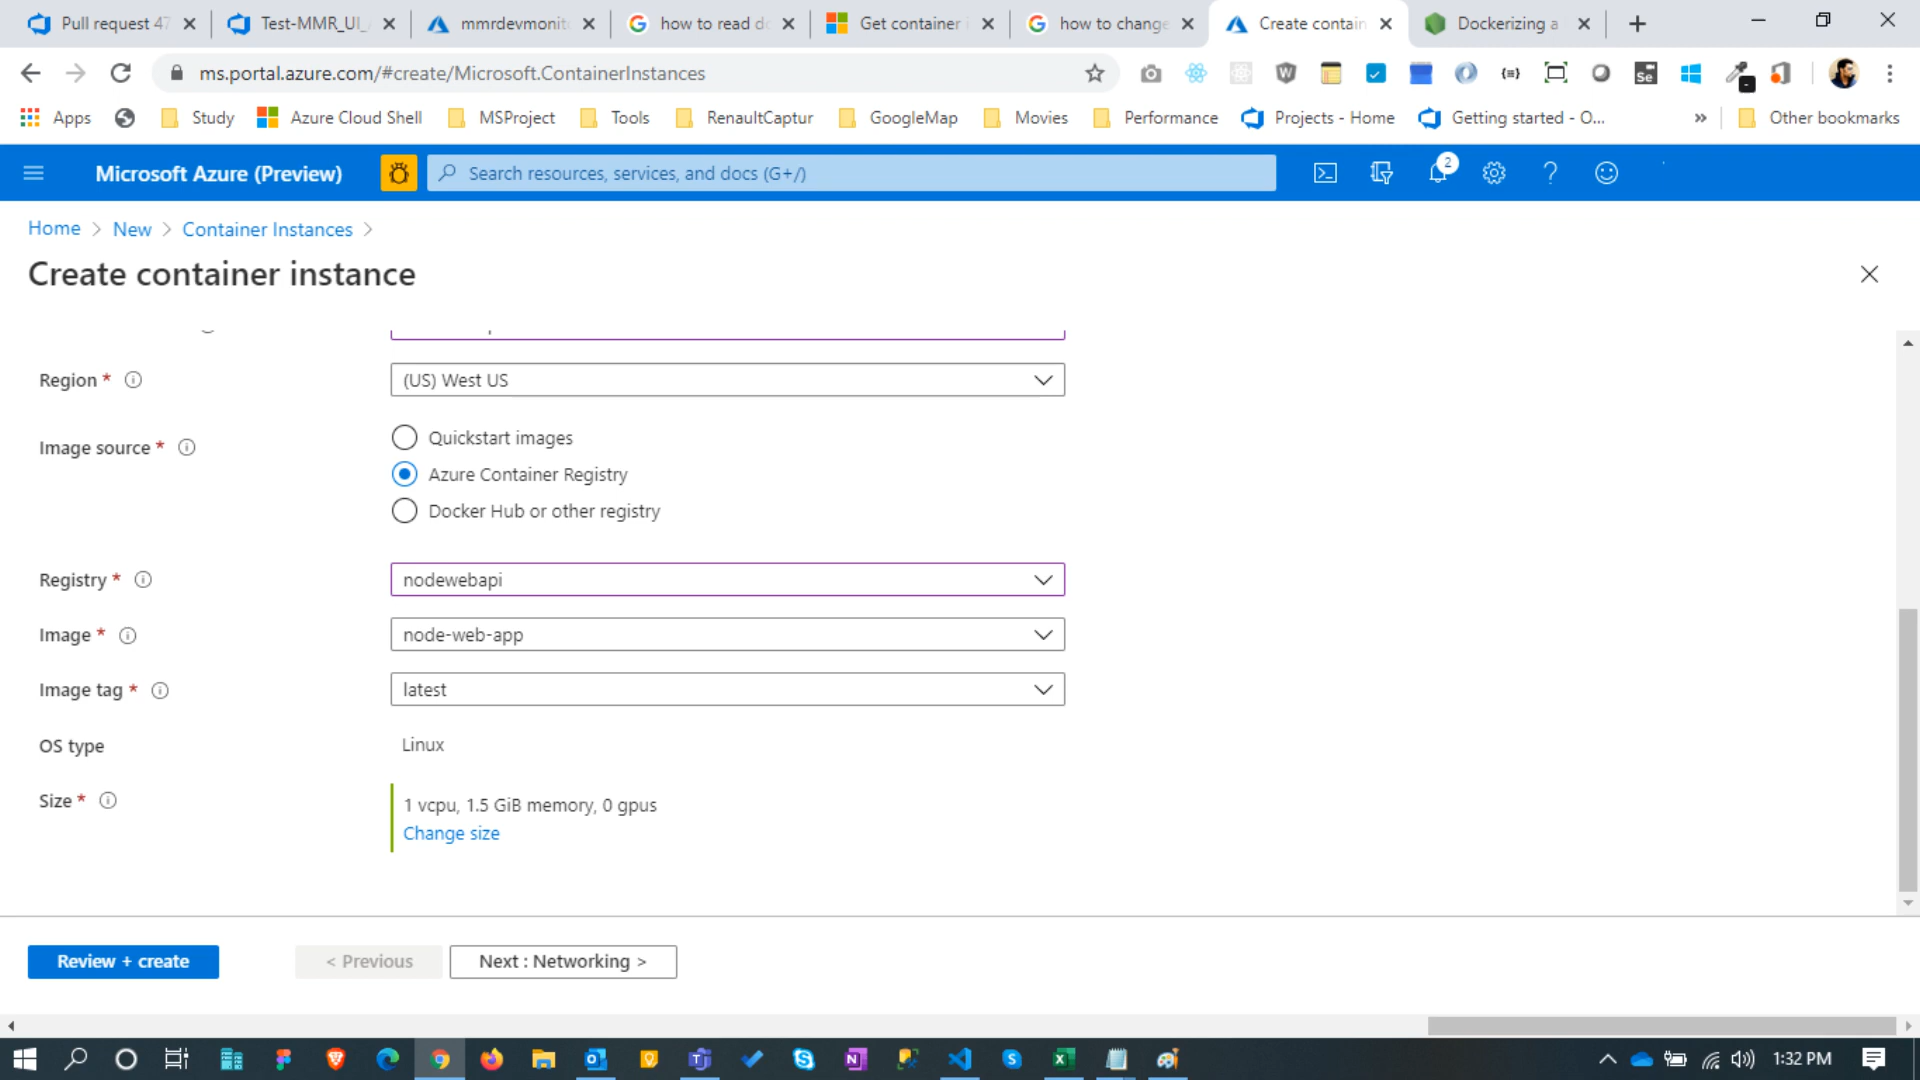 Pull request 47
Test-MMR_UI_
mmrdevmonit
how to read d
Get container i
how to change
Create contain
Dockerizing a
ms.portal.azure.com/#create/Microsoft.ContainerInstances
Apps
Study
Azure Cloud Shell
MSProject
Tools
RenaultCaptur
GoogleMap
Movies
Performance
Projects - Home
Getting started - O...
»
Other bookmarks
Microsoft Azure (Preview)
Search resources, services, and docs (G+/)
2
Home > New > Container Instances >
Create container instance
Region *
(US) West US
Image source *
Quickstart images
Azure Container Registry
Docker Hub or other registry
Registry *
nodewebapi
Image *
node-web-app
Image tag *
latest
OS type
Linux
Size *
1 vcpu, 1.5 GiB memory, 0 gpus
Change size
Review + create
< Previous
Next : Networking >
1:32 PM